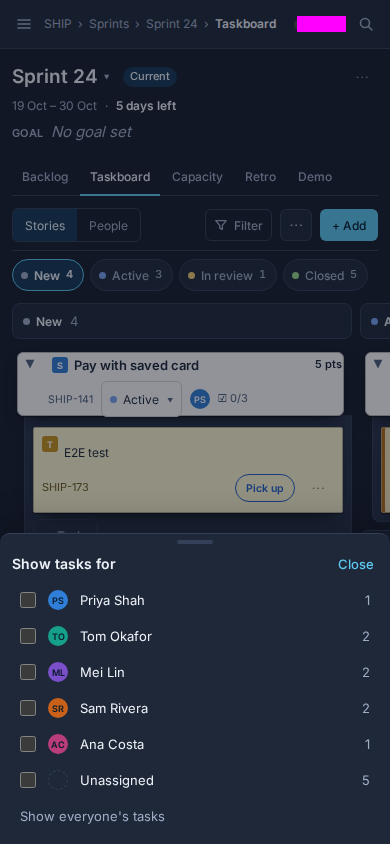 SHIP › Sprints › Sprint 24 › Taskboard
Sprint 24 ▾ Current ···
19 Oct – 30 Oct · 5 days left
GOAL No goal set
Backlog Taskboard Capacity Retro Demo
Stories People Filter ··· + Add
New 4 Active 3 In review 1 Closed 5
New 4 A
▼ S Pay with saved card 5 pts ▼
SHIP-141 Active ▾ PS ☑ 0/3
T E2E test
SHIP-173 Pick up ···
Show tasks for Close
PS Priya Shah 1
TO Tom Okafor 2
ML Mei Lin 2
SR Sam Rivera 2
AC Ana Costa 1
Unassigned 5
Show everyone's tasks